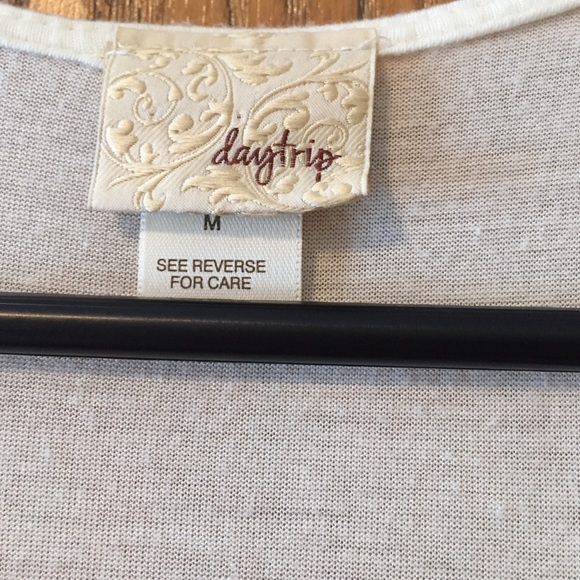 daytrip
M
SEE REVERSE
FOR CARE